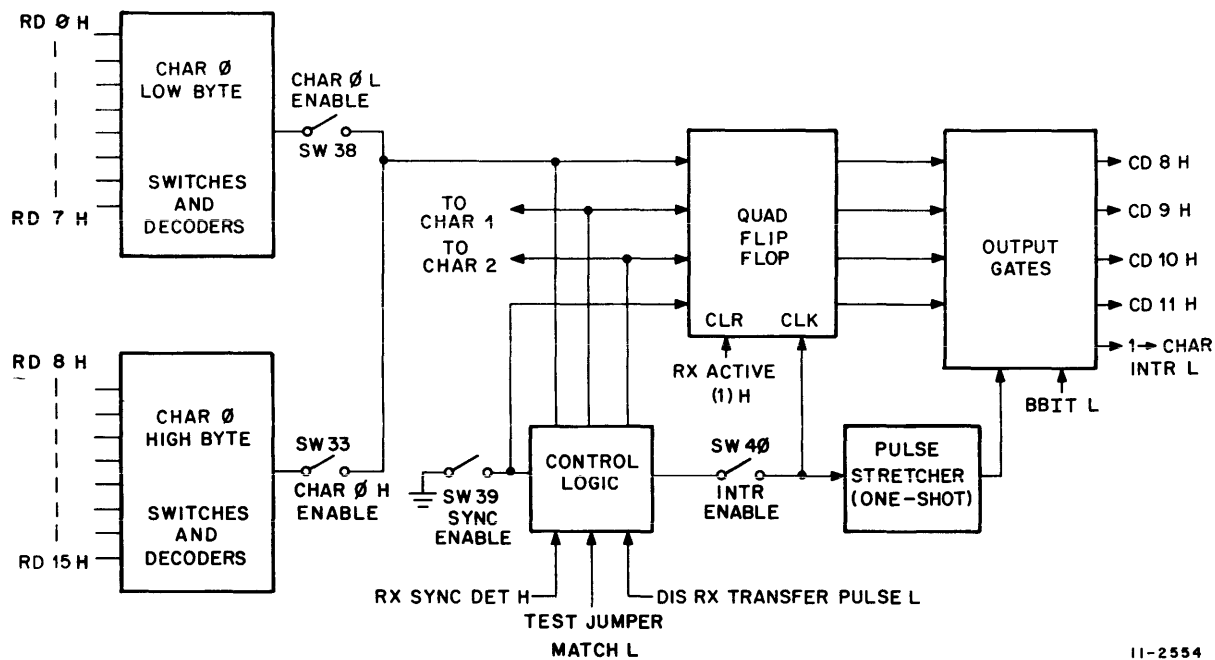 RD Ø H
CHAR Ø
LOW BYTE
SWITCHES
AND
DECODERS
RD 7 H
CHAR Ø L
ENABLE
SW 38
TO
CHAR 1
TO
CHAR 2
QUAD
FLIP
FLOP
CLR
CLK
OUTPUT
GATES
CD 8 H
CD 9 H
CD 10 H
CD 11 H
1→ CHAR
INTR L
RX ACTIVE
(1) H
BBIT L
RD 8 H
CHAR Ø
HIGH BYTE
SWITCHES
AND
DECODERS
RD 15 H
SW 33
CHAR Ø H
ENABLE
SW 39
SYNC
ENABLE
CONTROL
LOGIC
SW 4Ø
INTR
ENABLE
PULSE
STRETCHER
(ONE-SHOT)
RX SYNC DET H
TEST JUMPER
MATCH L
DIS RX TRANSFER PULSE L
11-2554